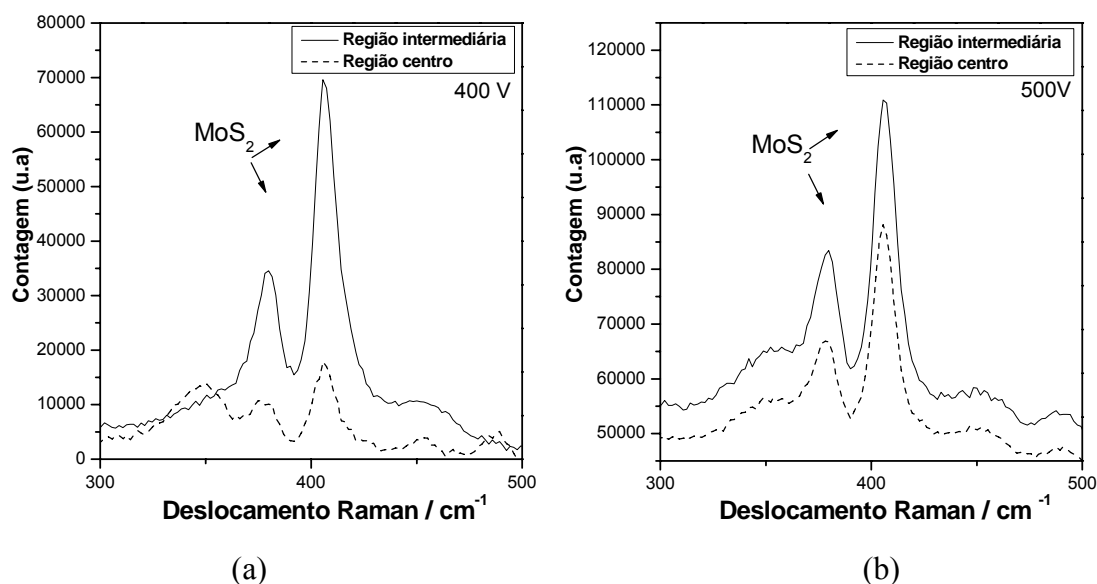 80000
70000
60000
50000
40000
30000
20000
10000
0
Contagem (u.a)
Região intermediária
Região centro
400 V
MoS2
300
400
500
Deslocamento Raman / cm-1
(a)
120000
110000
100000
90000
80000
70000
60000
50000
Contagem (u.a)
Região intermediária
Região centro
500V
MoS2
300
400
500
Deslocamento Raman / cm -1
(b)